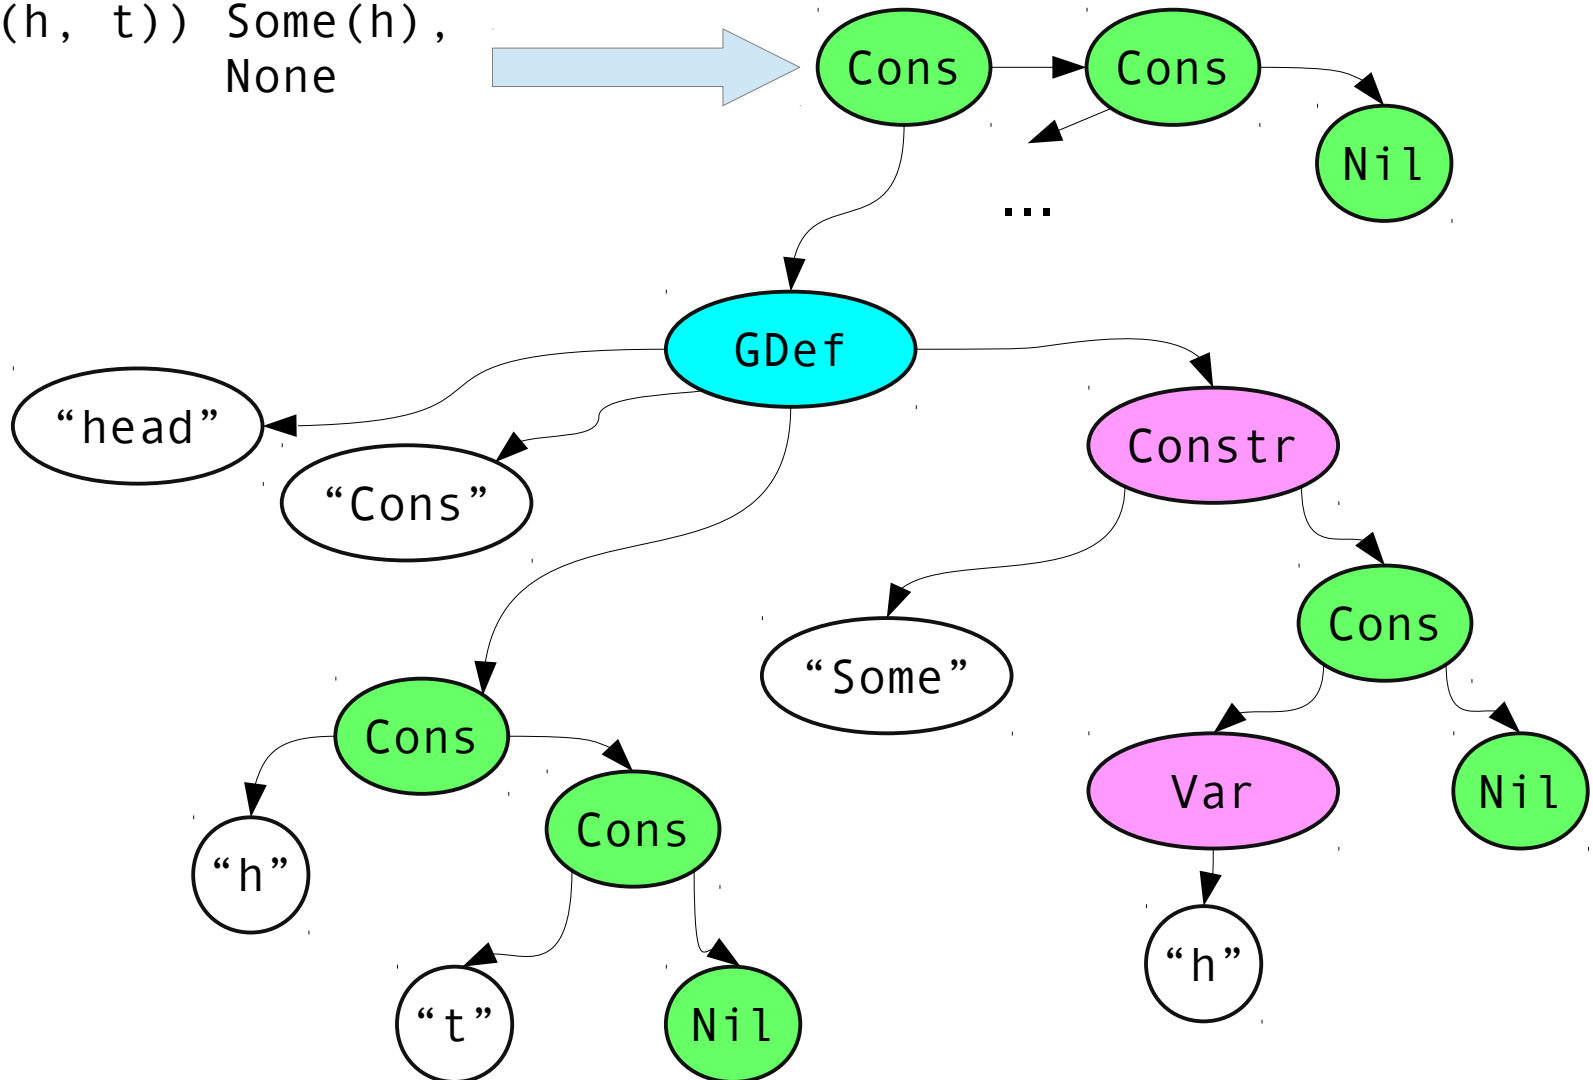 (h, t)) Some(h),
None
Cons
Cons
Nil
...
GDef
“head”
“Cons”
Constr
“Some”
Cons
Cons
Cons
Var
Nil
“h”
“h”
“t”
Nil